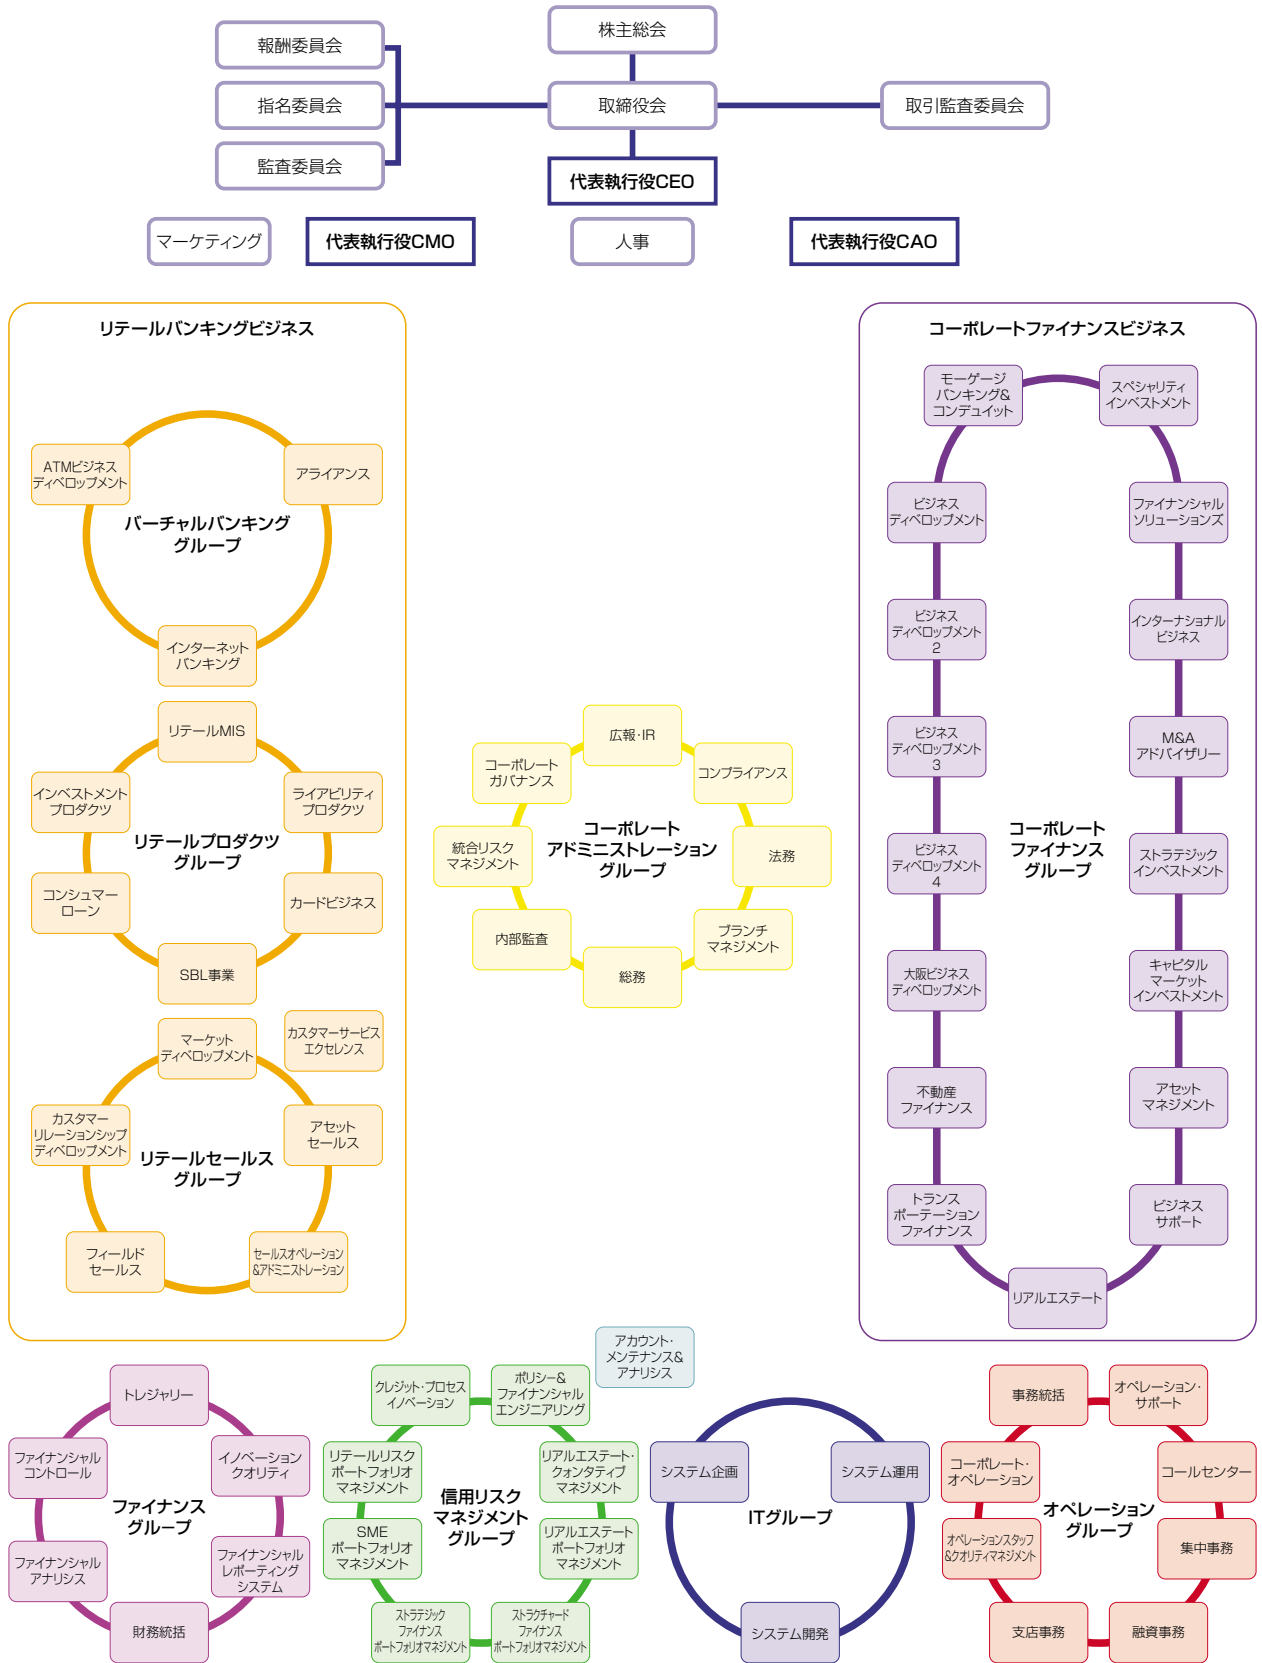 株主総会
報酬委員会
指名委員会
取締役会
取引監査委員会
監査委員会
代表執行役CEO
マーケティング
代表執行役CMO
人事
代表執行役CAO
リテールバンキングビジネス
ATMビジネス
ディベロップメント
アライアンス
バーチャルバンキング
グループ
インターネット
バンキング
リテールMIS
インベストメント
プロダクツ
ライアビリティ
プロダクツ
リテールプロダクツ
グループ
コンシュマー
ローン
カードビジネス
SBL事業
マーケット
ディベロップメント
カスタマーサービス
エクセレンス
カスタマー
リレーションシップ
ディベロップメント
アセット
セールス
リテールセールス
グループ
フィールド
セールス
セールスオペレーション
&アドミニストレーション
広報・IR
コーポレート
ガバナンス
コンプライアンス
統合リスク
マネジメント
コーポレート
アドミニストレーション
グループ
法務
内部監査
ブランチ
マネジメント
総務
コーポレートファイナンスビジネス
モーゲージ
バンキング&
コンデュイット
スペシャリティ
インベストメント
ビジネス
ディベロップメント
ファイナンシャル
ソリューションズ
ビジネス
ディベロップメント
2
インターナショナル
ビジネス
ビジネス
ディベロップメント
3
M&A
アドバイザリー
コーポレート
ファイナンス
グループ
ビジネス
ディベロップメント
4
ストラテジック
インベストメント
大阪ビジネス
ディベロップメント
キャピタル
マーケット
インベストメント
不動産
ファイナンス
アセット
マネジメント
トランス
ポーテーション
ファイナンス
ビジネス
サポート
リアルエステート
アカウント・
メンテナンス&
アナリシス
トレジャリー
ファイナンシャル
コントロール
イノベーション
クオリティ
ファイナンス
グループ
ファイナンシャル
アナリシス
ファイナンシャル
レポーティング
システム
財務統括
クレジット・プロセス
イノベーション
ポリシー&
ファイナンシャル
エンジニアリング
リテールリスク
ポートフォリオ
マネジメント
リアルエステート・
クォンタティブ
マネジメント
信用リスク
マネジメント
グループ
SME
ポートフォリオ
マネジメント
リアルエステート
ポートフォリオ
マネジメント
ストラテジック
ファイナンス
ポートフォリオマネジメント
ストラクチャード
ファイナンス
ポートフォリオマネジメント
システム企画
システム運用
ITグループ
システム開発
事務統括
オペレーション・
サポート
コーポレート・
オペレーション
コールセンター
オペレーション
グループ
オペレーションスタッフ
&クオリティマネジメント
集中事務
支店事務
融資事務